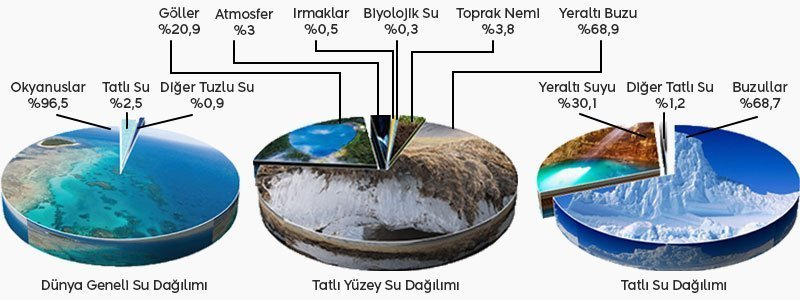 Göller
%20,9
Atmosfer
%3
Irmaklar
%0,5
Biyolojik Su
%0,3
Toprak Nemi
%3,8
Yeraltı Buzu
%68,9
Okyanuslar
%96,5
Tatlı Su
%2,5
Diğer Tuzlu Su
%0,9
Yeraltı Suyu
%30,1
Diğer Tatlı Su
%1,2
Buzullar
%68,7
Dünya Geneli Su Dağılımı
Tatlı Yüzey Su Dağılımı
Tatlı Su Dağılımı